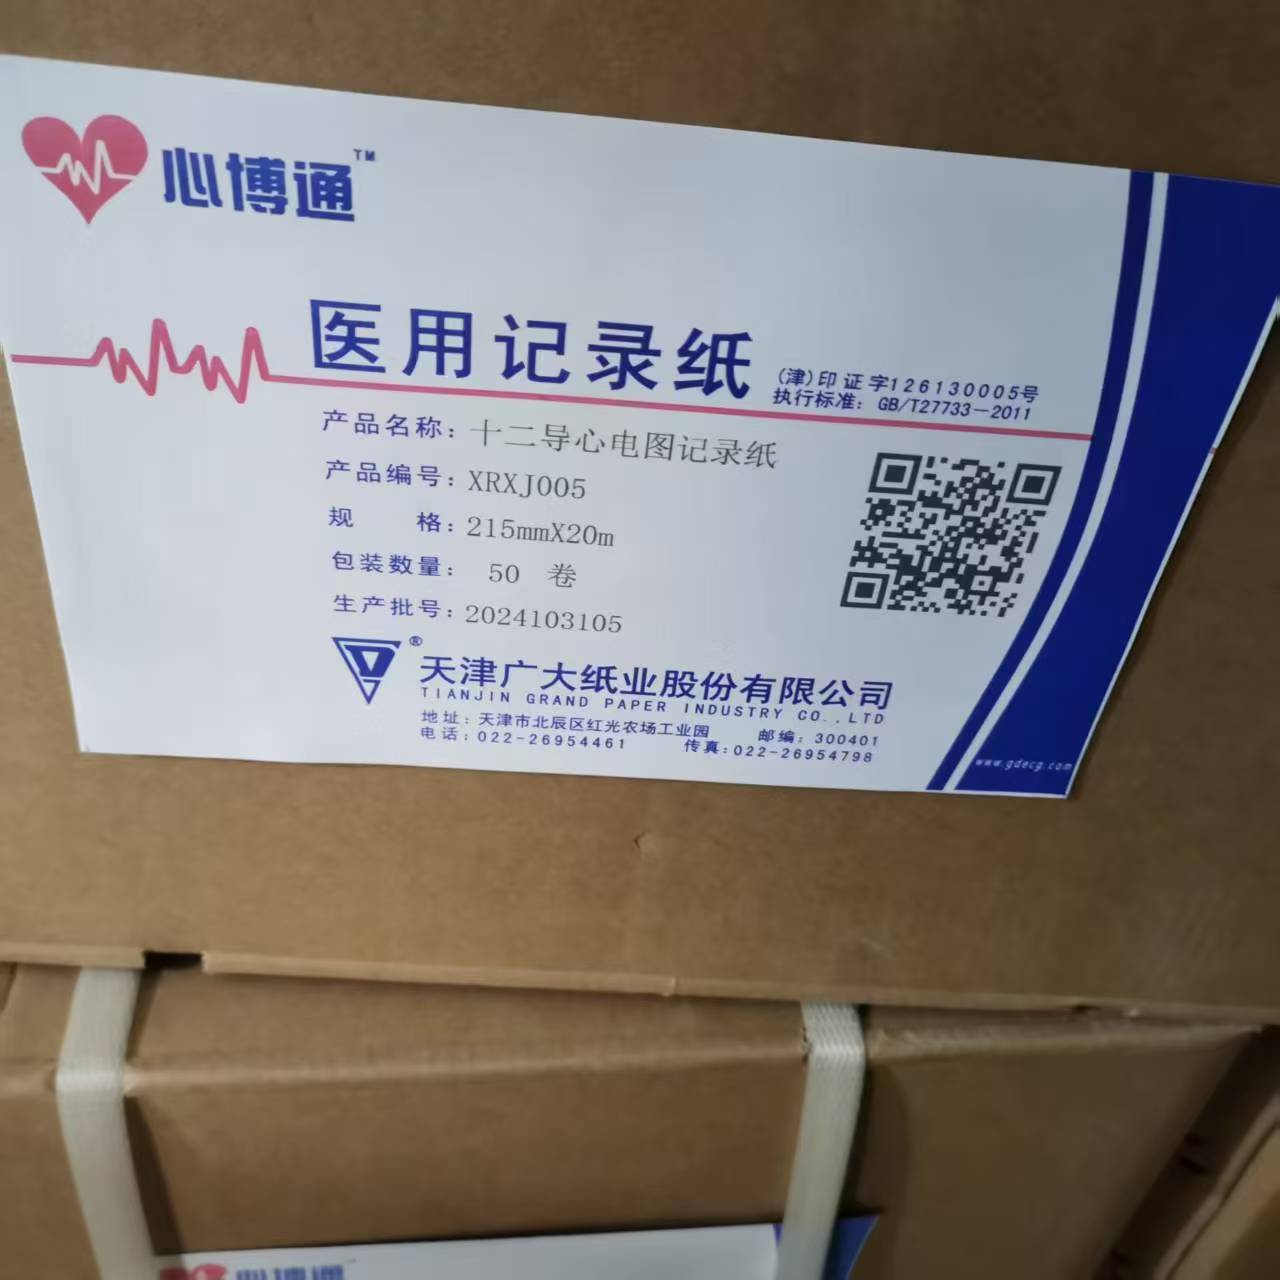 心博通™
医用记录纸
(津)印证字126130005号
执行标准：GB/T27733-2011
产品名称：十二导心电图记录纸
产品编号：XRXJ005
规 格：215mmX20m
包装数量： 50 卷
生产批号：2024103105
®
天津广大纸业股份有限公司
TIANJIN GRAND PAPER INDUSTRY CO.,LTD
地址：天津市北辰区红光农场工业园 邮编：300401
电话：022-26954461 传真：022-26954798
www.gdecg.com
心博通